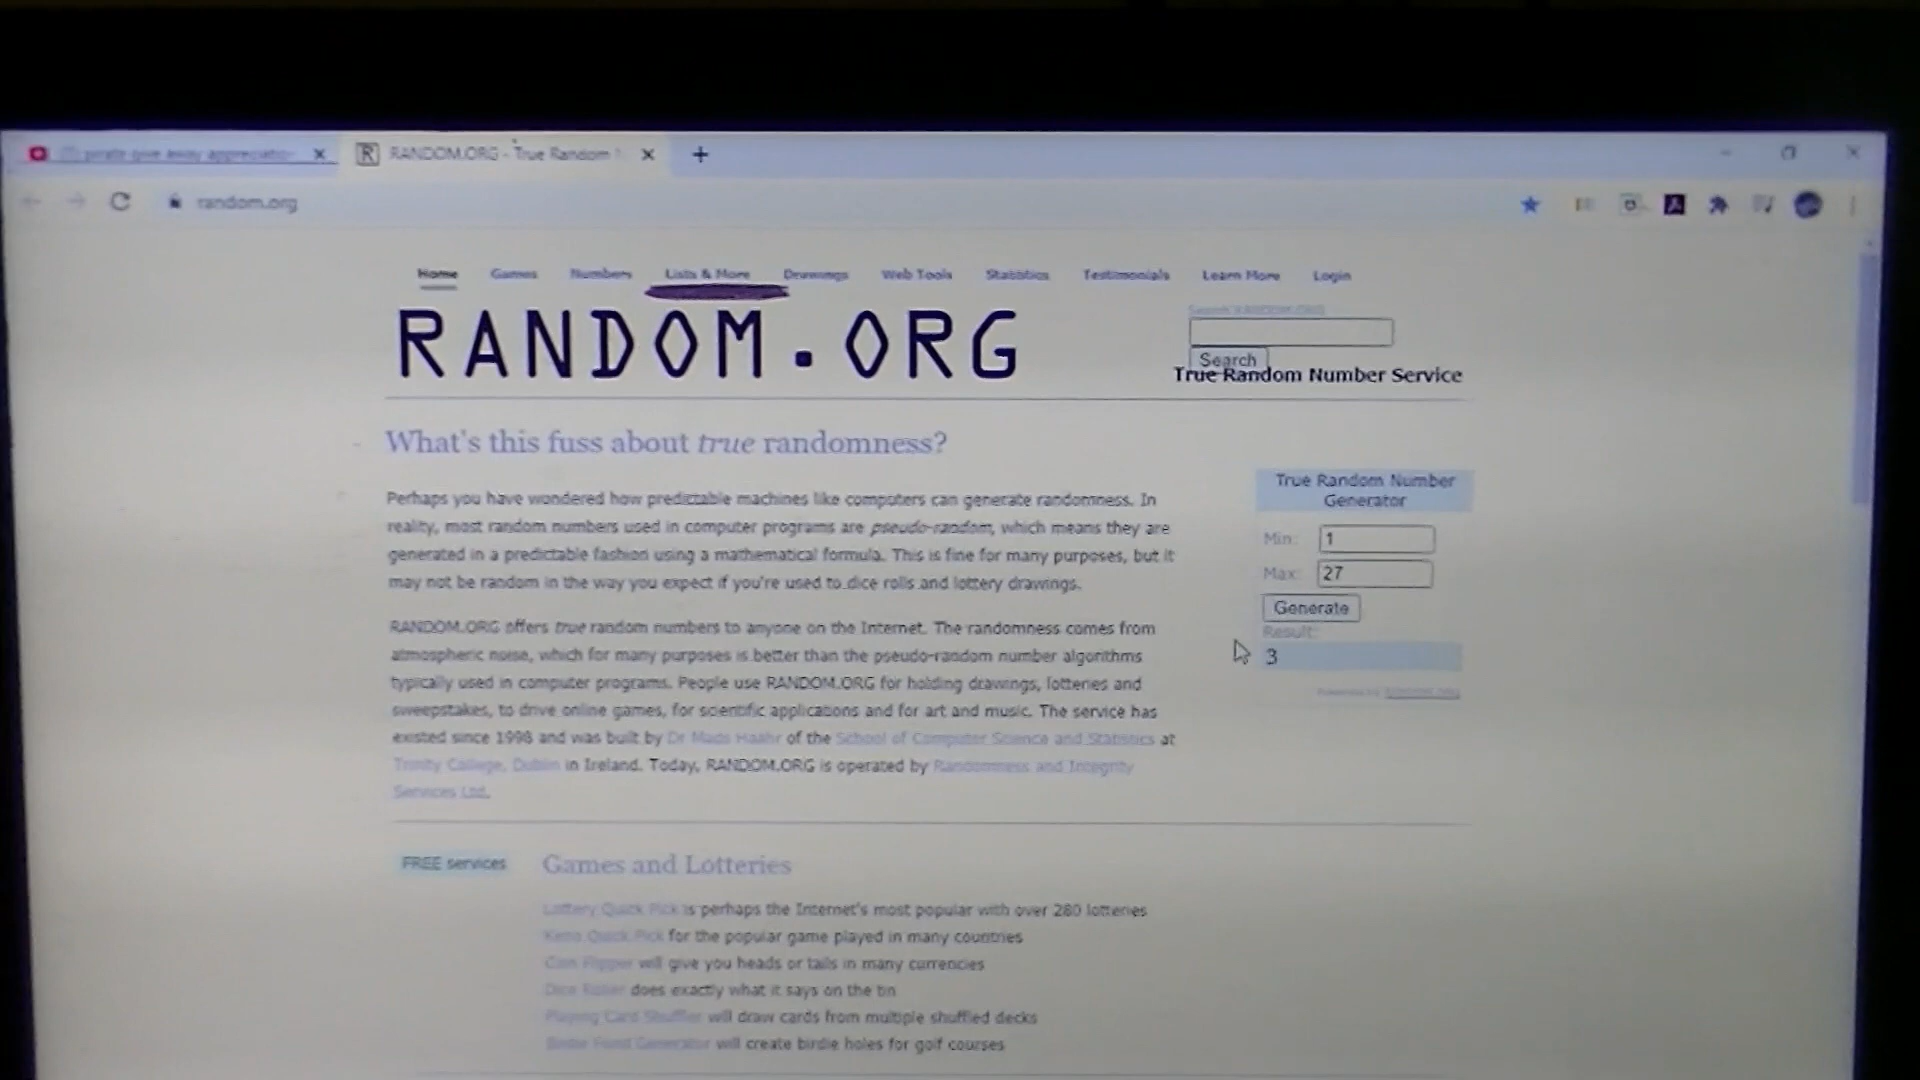 pirate give away appreciatio
RANDOM.ORG - True Random
random.org
Home Games Numbers Lists & More Drawings Web Tools Statistics Testimonials Learn More Login
Search RANDOM.ORG
Search
RANDOM.ORG
True Random Number Service
What's this fuss about true randomness?
Perhaps you have wondered how predictable machines like computers can generate randomness. In
reality, most random numbers used in computer programs are pseudo-random, which means they are
generated in a predictable fashion using a mathematical formula. This is fine for many purposes, but it
may not be random in the way you expect if you're used to dice rolls and lottery drawings.
RANDOM.ORG offers true random numbers to anyone on the Internet. The randomness comes from
atmospheric noise, which for many purposes is better than the pseudo-random number algorithms
typically used in computer programs. People use RANDOM.ORG for holding drawings, lotteries and
sweepstakes, to drive online games, for scientific applications and for art and music. The service has
existed since 1998 and was built by Dr Mads Haahr of the School of Computer Science and Statistics at
Trinity College, Dublin in Ireland. Today, RANDOM.ORG is operated by Randomness and Integrity
Services Ltd.
True Random Number
Generator
Min: 1
Max: 27
Generate
Result:
3
Powered by RANDOM.ORG
FREE services
Games and Lotteries
Lottery Quick Pick is perhaps the Internet's most popular with over 280 lotteries
Keno Quick Pick for the popular game played in many countries
Coin Flipper will give you heads or tails in many currencies
Dice Roller does exactly what it says on the tin
Playing Card Shuffler will draw cards from multiple shuffled decks
Birdie Fund Generator will create birdie holes for golf courses